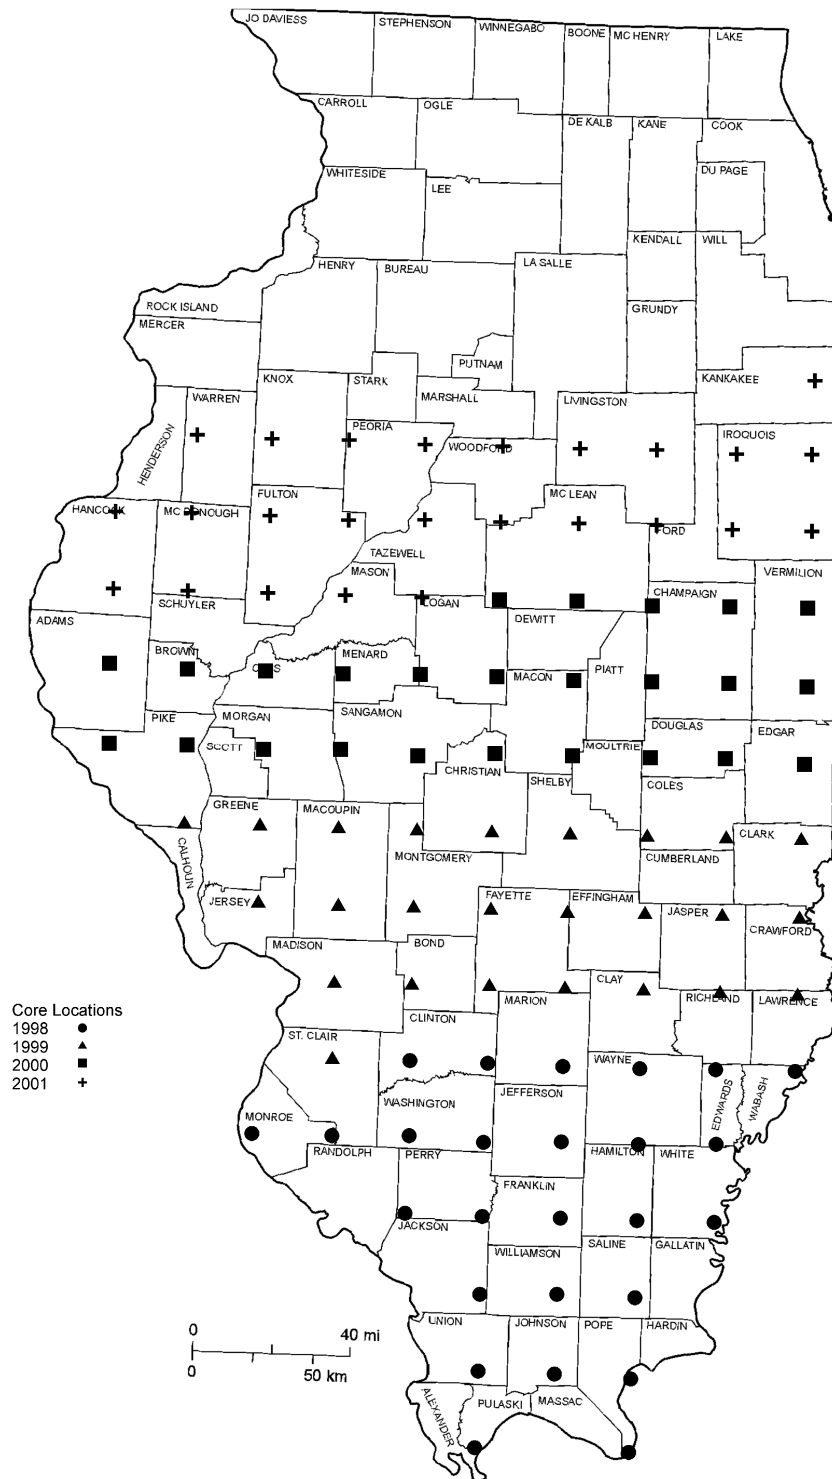 JO DAVIESS
STEPHENSON
WINNEGABO
BOONE
MC HENRY
LAKE
CARROLL
OGLE
DE KALB
KANE
COOK
WHITESIDE
LEE
DU PAGE
KENDALL
WILL
HENRY
BUREAU
LA SALLE
ROCK ISLAND
MERCER
GRUNDY
PUTNAM
KNOX
STARK
KANKAKEE
WARREN
MARSHALL
LIVINGSTON
HENDERSON
PEORIA
WOODFORD
IROQUOIS
HANCOCK
MC DONOUGH
FULTON
MC LEAN
FORD
TAZEWELL
MASON
VERMILION
SCHUYLER
LOGAN
CHAMPAIGN
ADAMS
DEWITT
BROWN
CASS
MENARD
MACON
PIATT
PIKE
MORGAN
SANGAMON
DOUGLAS
EDGAR
SCOTT
MOULTRIE
CHRISTIAN
SHELBY
COLES
GREENE
MACOUPIN
CLARK
CALHOUN
MONTGOMERY
CUMBERLAND
JERSEY
FAYETTE
EFFINGHAM
JASPER
CRAWFORD
MADISON
BOND
CLAY
MARION
RICHLAND
LAWRENCE
Core Locations
1998
1999
2000
2001
CLINTON
ST. CLAIR
WAYNE
EDWARDS
WABASH
WASHINGTON
JEFFERSON
MONROE
RANDOLPH
PERRY
HAMILTON
WHITE
FRANKLIN
JACKSON
WILLIAMSON
SALINE
GALLATIN
UNION
JOHNSON
POPE
HARDIN
0 40 mi
0 50 km
ALEXANDER
PULASKI
MASSAC